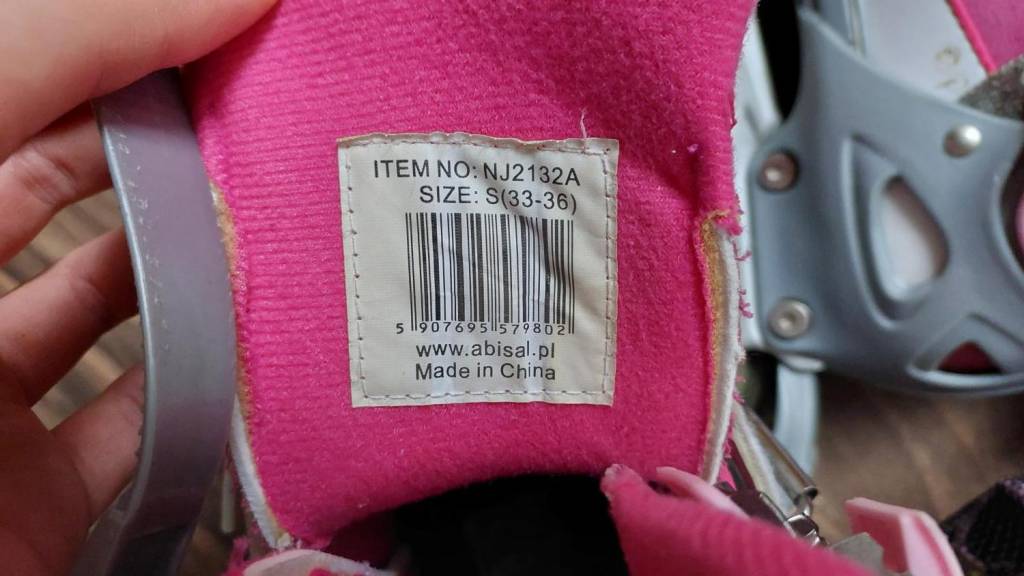 ITEM NO: NJ2132A
SIZE: S(33-36)
5 907695 579802
www.abisal.pl
Made in China